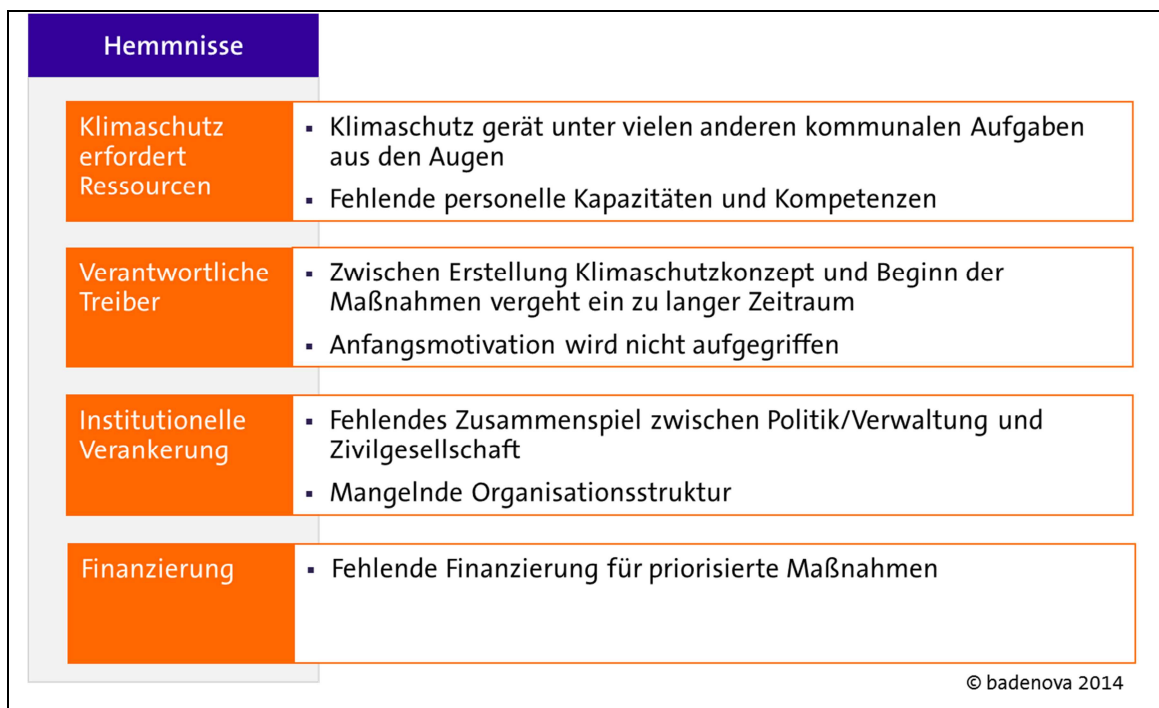 Hemmnisse
Klimaschutz
erfordert
Ressourcen
▪ Klimaschutz gerät unter vielen anderen kommunalen Aufgaben
aus den Augen
▪ Fehlende personelle Kapazitäten und Kompetenzen
Verantwortliche
Treiber
▪ Zwischen Erstellung Klimaschutzkonzept und Beginn der
Maßnahmen vergeht ein zu langer Zeitraum
▪ Anfangsmotivation wird nicht aufgegriffen
Institutionelle
Verankerung
▪ Fehlendes Zusammenspiel zwischen Politik/Verwaltung und
Zivilgesellschaft
▪ Mangelnde Organisationsstruktur
Finanzierung
▪ Fehlende Finanzierung für priorisierte Maßnahmen
© badenova 2014